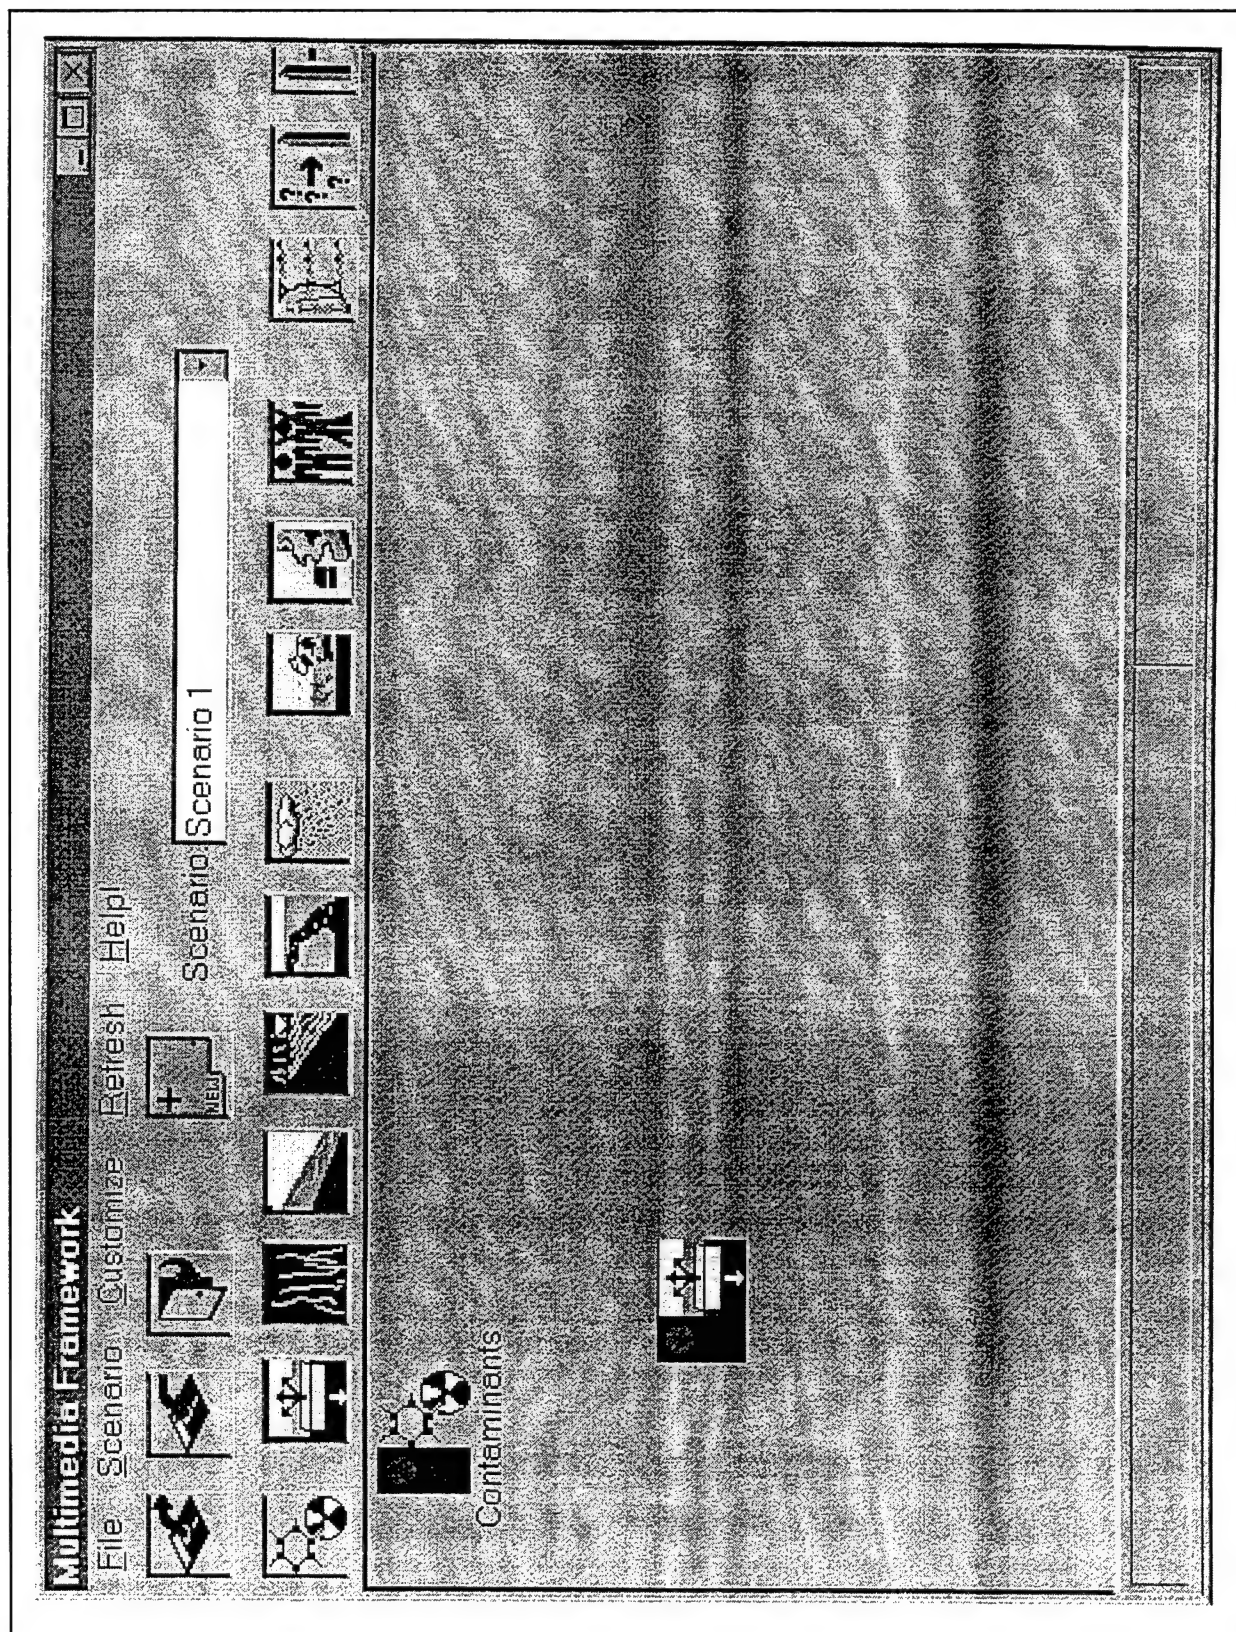 Multimedia Framework
File Scenario Customize Refresh Help!
NEW
Scenario: Scenario 1
? ? ? ?
Contaminants